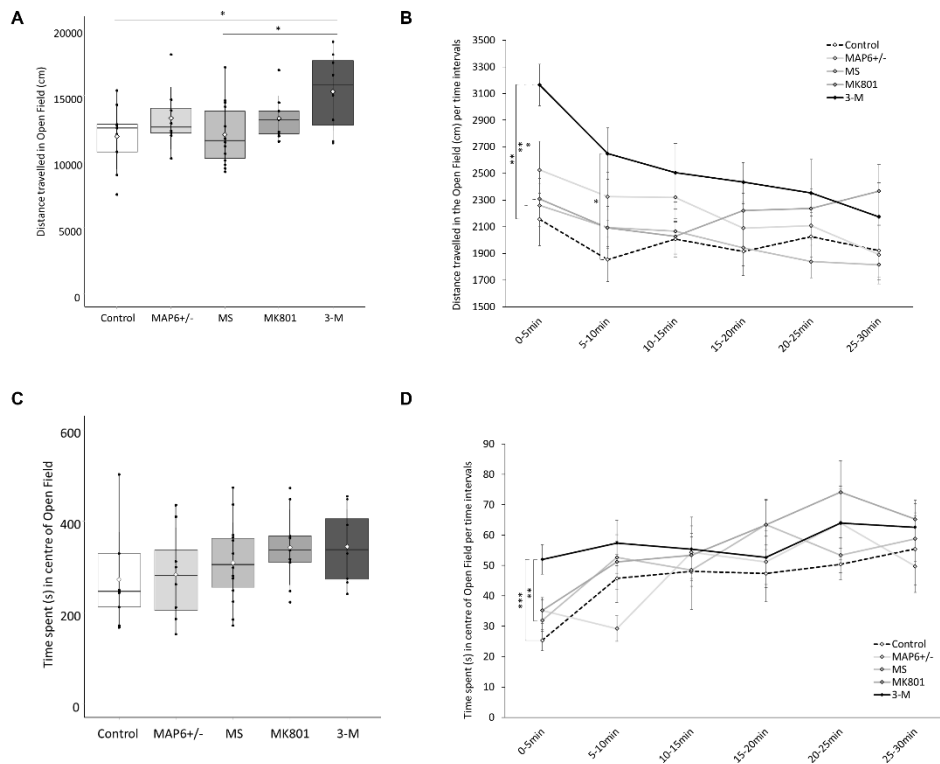 A
*
*
20000
15000
10000
5000
0
Distance travelled in Open Field (cm)
Control MAP6+/- MS MK801 3-M
B
3500
3300
3100
2900
2700
2500
2300
2100
1900
1700
1500
Distance travelled in the Open Field (cm) per time intervals
**
**
*
*
Control
MAP6+/-
MS
MK801
3-M
0-5min 5-10min 10-15min 15-20min 20-25min 25-30min
C
600
400
200
0
Time spent (s) in centre of Open Field
Control MAP6+/- MS MK801 3-M
D
90
80
70
60
50
40
30
20
10
0
Time spent (s) in centre of Open Field per time intervals
***
**
Control
MAP6+/-
MS
MK801
3-M
0-5min 5-10min 10-15min 15-20min 20-25min 25-30min